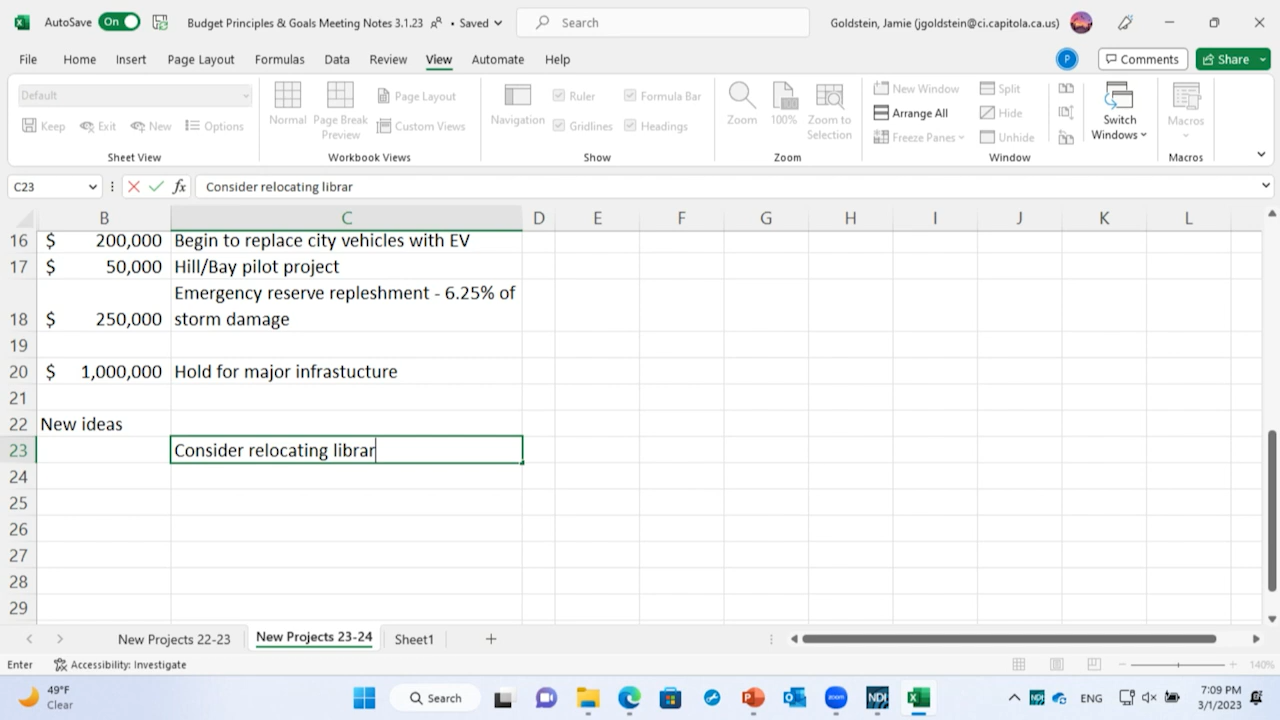 AutoSave On Budget Principles & Goals Meeting Notes 3.1.23 • Saved Search Goldstein, Jamie (jgoldstein@ci.capitola.ca.us)
File Home Insert Page Layout Formulas Data Review View Automate Help P Comments Share
Default
Keep Exit New Options
Sheet View
Normal Page Break Preview Page Layout Custom Views
Workbook Views
Navigation Ruler Formula Bar Gridlines Headings
Show
Zoom 100% Zoom to Selection
Zoom
New Window Arrange All Freeze Panes Split Hide Unhide Switch Windows
Window
Macros
Macros
C23 fx Consider relocating librar
B C D E F G H I J K L
16 $ 200,000 Begin to replace city vehicles with EV
17 $ 50,000 Hill/Bay pilot project
Emergency reserve repleshment - 6.25% of
18 $ 250,000 storm damage
19
20 $ 1,000,000 Hold for major infrastucture
21
22 New ideas
23 Consider relocating librar
24
25
26
27
28
29
New Projects 22-23 New Projects 23-24 Sheet1 +
Enter Accessibility: Investigate 140%
49°F
Clear
Search
zoom
NDI
NDI
ENG
7:09 PM
3/1/2023